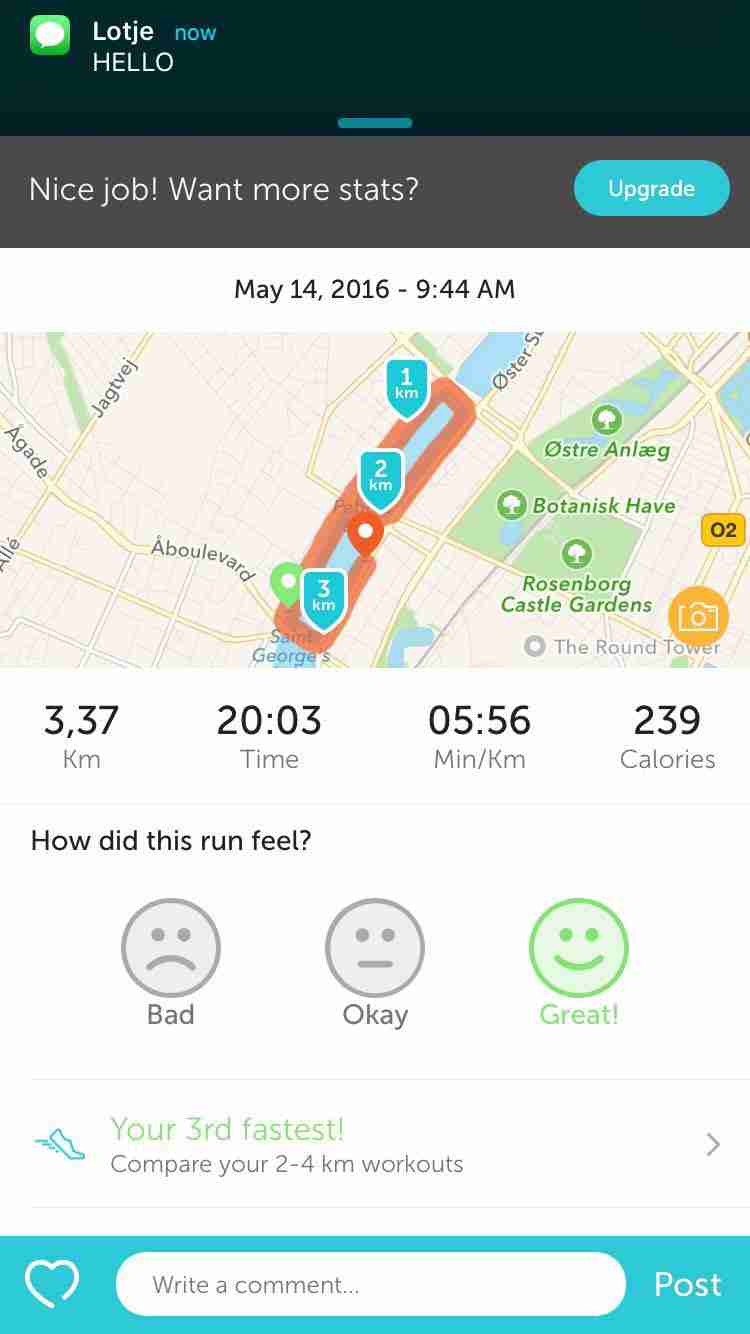 Lotje now
HELLO
Nice job! Want more stats?
Upgrade
May 14, 2016 - 9:44 AM
Jagtvej
Ågade
Åboulevard
1
km
2
km
3
km
Østre Anlæg
Botanisk Have
O2
Rosenborg
Castle Gardens
Saint
George's
The Round Tower
3,37
Km
20:03
Time
05:56
Min/Km
239
Calories
How did this run feel?
Bad
Okay
Great!
Your 3rd fastest!
Compare your 2-4 km workouts
Write a comment...
Post